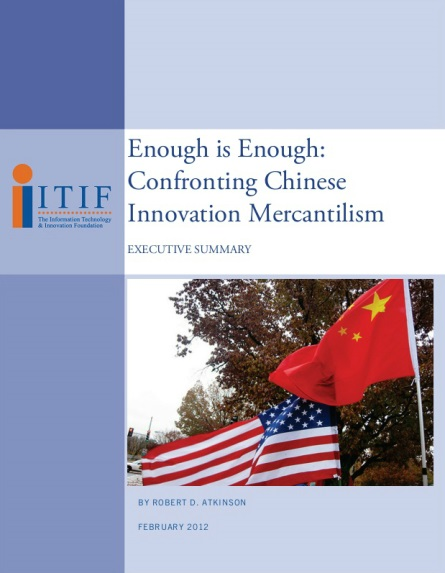 ITIF
The Information Technology
& Innovation Foundation
Enough is Enough:
Confronting Chinese
Innovation Mercantilism
EXECUTIVE SUMMARY
BY ROBERT D. ATKINSON
FEBRUARY 2012